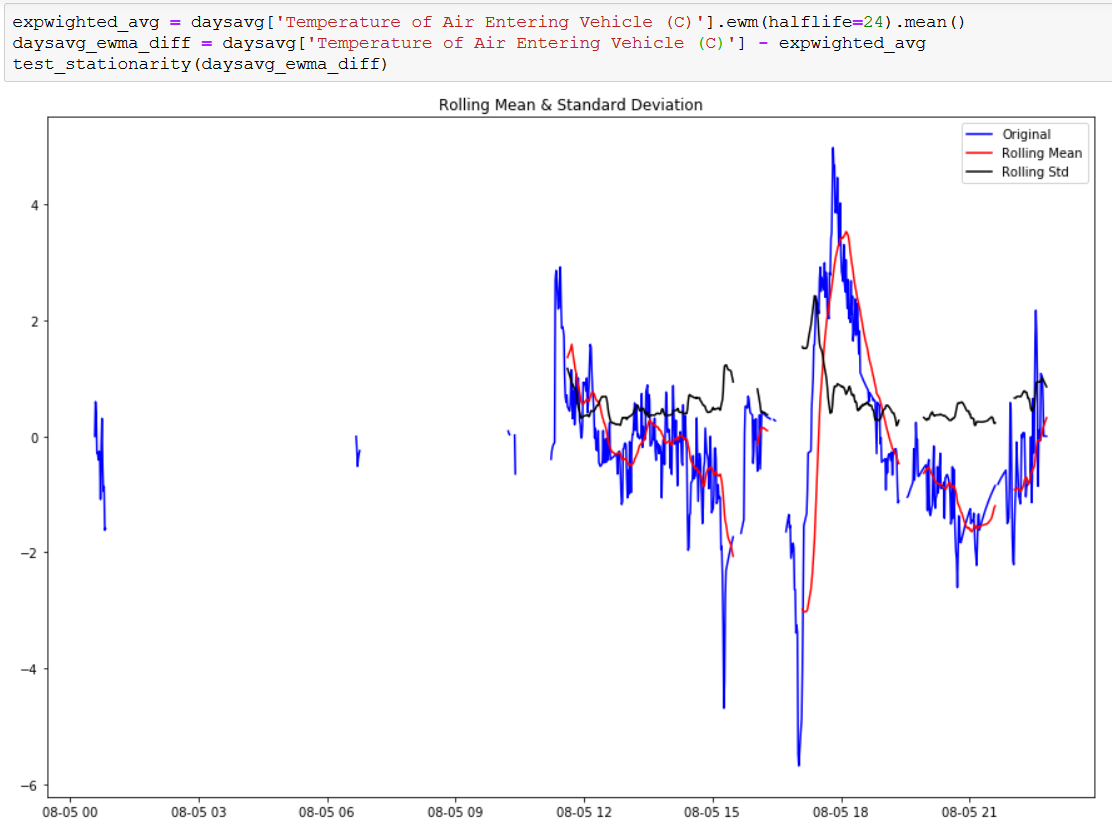 expwighted_avg = daysavg['Temperature of Air Entering Vehicle (C)'].ewm(halflife=24).mean()
daysavg_ewma_diff = daysavg['Temperature of Air Entering Vehicle (C)'] - expwighted_avg
test_stationarity(daysavg_ewma_diff)
Rolling Mean & Standard Deviation
Original
Rolling Mean
Rolling Std
4
2
0
−2
−4
−6
08-05 00 08-05 03 08-05 06 08-05 09 08-05 12 08-05 15 08-05 18 08-05 21